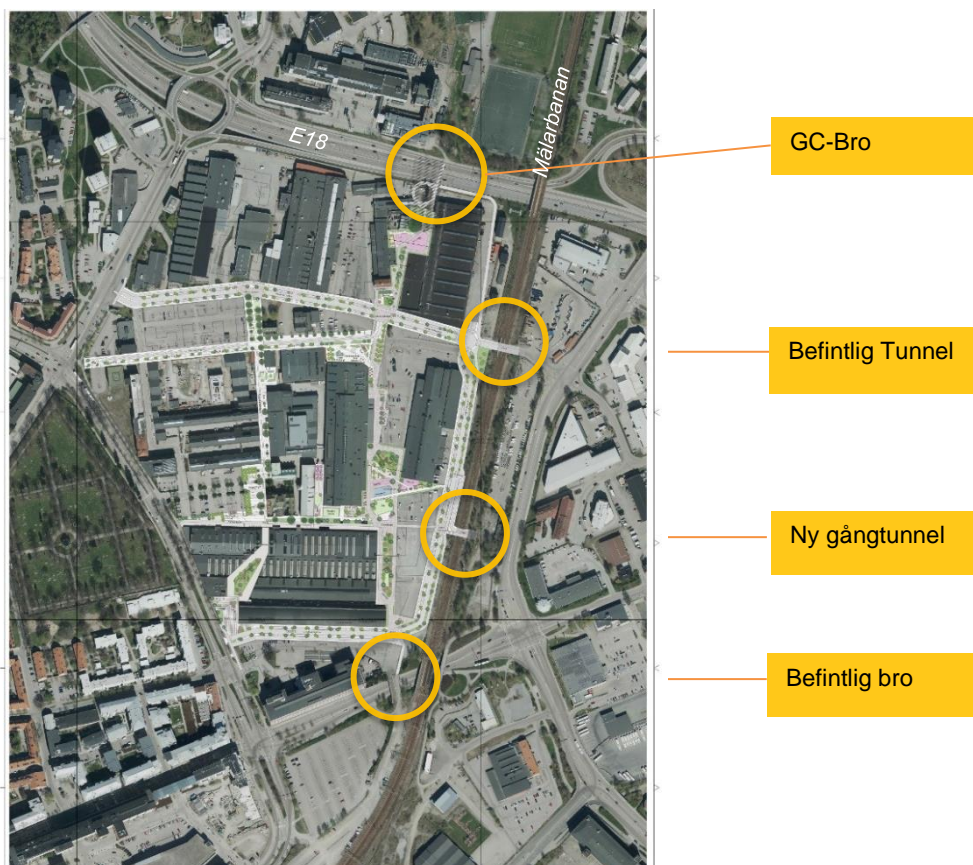 E18
Mälarbanan
GC-Bro
Befintlig Tunnel
Ny gångtunnel
Befintlig bro